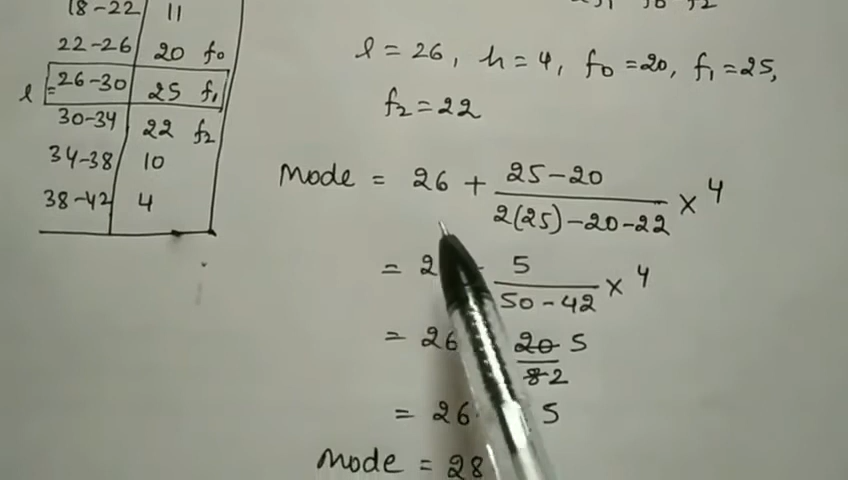 18-22 11
22-26 20 f0
l = 26-30 25 f1
30-34 22 f2
34-38 10
38-42 4
l = 26, h = 4, f0 = 20, f1 = 25,
f2 = 22
Mode = 26 + 25-20 / 2(25)-20-22 × 4
= 2 5 / 50-42 × 4
= 26 20 5 / 8 2
= 26 5
Mode = 28